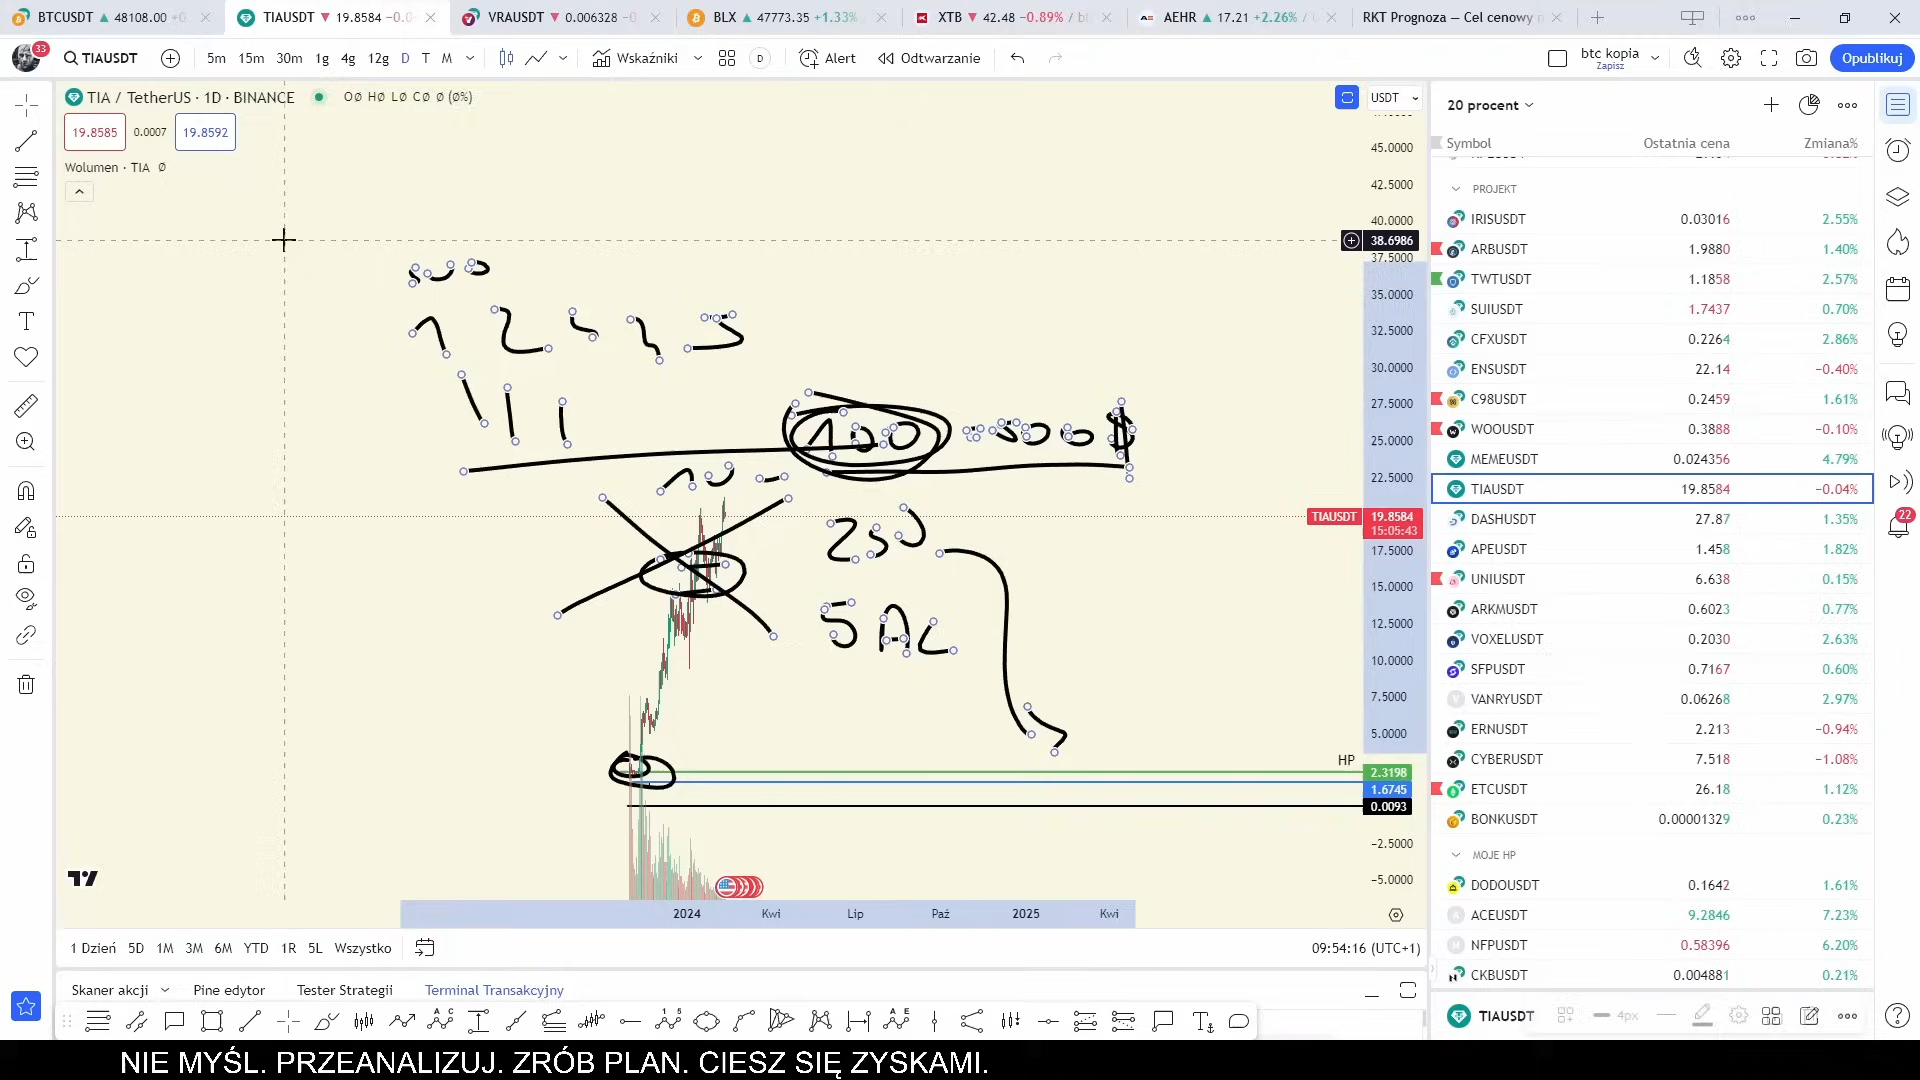 BTCUSDT ▲ 48108.00 +0
TIAUSDT ▼ 19.8584 −0.0
VRAUSDT ▼ 0.006328 −0
BLX ▲ 47773.35 +1.33%
XTB ▼ 42.48 −0.89% / b
AEHR ▲ 17.21 +2.26% /
RKT Prognoza — Cel cenowy
33
TIAUSDT
5m 15m 30m 1g 4g 12g D T M
Wskaźniki
D
Alert
Odtwarzanie
btc kopia
Zapisz
Opublikuj
TIA / TetherUS · 1D · BINANCE
O∅ H∅ L∅ C∅ ∅ (0%)
19.8585
0.0007
19.8592
Wolumen · TIA ∅
USDT
45.0000
42.5000
40.0000
38.6986
37.5000
35.0000
32.5000
30.0000
27.5000
25.0000
22.5000
TIAUSDT 19.8584
15:05:43
17.5000
15.0000
12.5000
10.0000
7.5000
5.0000
HP
2.3198
1.6745
0.0093
−2.5000
−5.0000
100
$
250
5AL
2024 Kwi Lip Paź 2025 Kwi
1 Dzień 5D 1M 3M 6M YTD 1R 5L Wszystko
09:54:16 (UTC+1)
Skaner akcji
Pine edytor
Tester Strategii
Terminal Transakcyjny
20 procent
Symbol Ostatnia cena Zmiana%
PROJEKT
IRISUSDT 0.03016 2.55%
ARBUSDT 1.9880 1.40%
TWTUSDT 1.1858 2.57%
SUIUSDT 1.7437 0.70%
CFXUSDT 0.2264 2.86%
ENSUSDT 22.14 −0.40%
C98USDT 0.2459 1.61%
WOOUSDT 0.3888 −0.10%
MEMEUSDT 0.024356 4.79%
TIAUSDT 19.8584 −0.04%
DASHUSDT 27.87 1.35%
APEUSDT 1.458 1.82%
UNIUSDT 6.638 0.15%
ARKMUSDT 0.6023 0.77%
VOXELUSDT 0.2030 2.63%
SFPUSDT 0.7167 0.60%
VANRYUSDT 0.06268 2.97%
ERNUSDT 2.213 −0.94%
CYBERUSDT 7.518 −1.08%
ETCUSDT 26.18 1.12%
BONKUSDT 0.00001329 0.23%
MOJE HP
DODOUSDT 0.1642 1.61%
ACEUSDT 9.2846 7.23%
NFPUSDT 0.58396 6.20%
CKBUSDT 0.004881 0.21%
TIAUSDT
4px
22
NIE MYŚL. PRZEANALIZUJ. ZRÓB PLAN. CIESZ SIĘ ZYSKAMI.